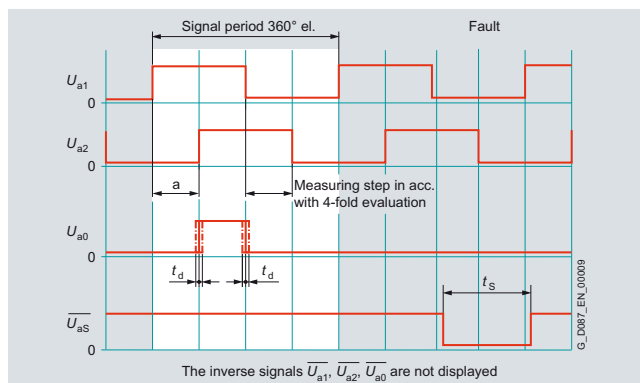 Signal period 360° el.
Fault
Ua1
0
Ua2
0
a
Measuring step in acc.
with 4-fold evaluation
Ua0
0
td
td
tS
UaS
0
G_D087_EN_00009
The inverse signals Ua1, Ua2, Ua0 are not displayed